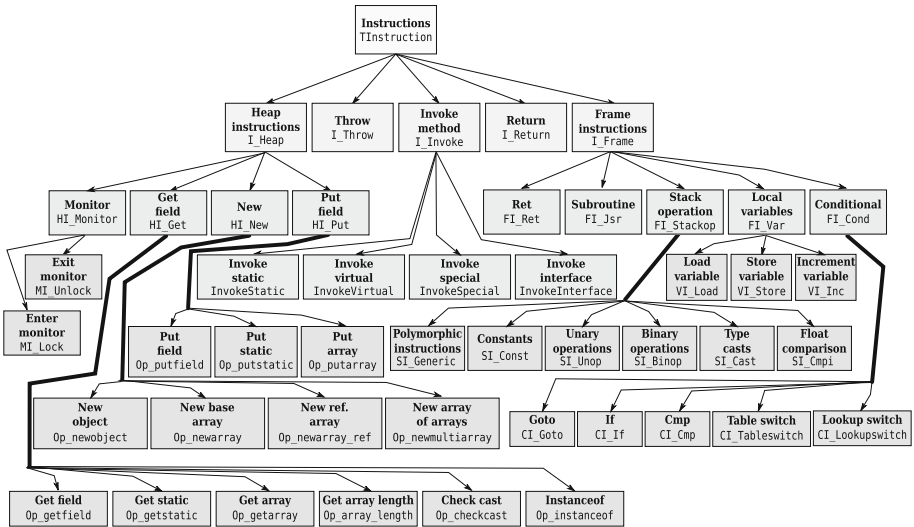 Instructions
TInstruction
Heap
instructions
I_Heap
Throw
I_Throw
Invoke
method
I_Invoke
Return
I_Return
Frame
instructions
I_Frame
Monitor
HI_Monitor
Get
field
HI_Get
New
HI_New
Put
field
HI_Put
Ret
FI_Ret
Subroutine
FI_Jsr
Stack
operation
FI_Stackop
Local
variables
FI_Var
Conditional
FI_Cond
Exit
monitor
MI_Unlock
Invoke
static
InvokeStatic
Invoke
virtual
InvokeVirtual
Invoke
special
InvokeSpecial
Invoke
interface
InvokeInterface
Load
variable
VI_Load
Store
variable
VI_Store
Increment
variable
VI_Inc
Enter
monitor
MI_Lock
Put
field
Op_putfield
Put
static
Op_putstatic
Put
array
Op_putarray
Polymorphic
instructions
SI_Generic
Constants
SI_Const
Unary
operations
SI_Unop
Binary
operations
SI_Binop
Type
casts
SI_Cast
Float
comparison
SI_Cmpi
New
object
Op_newobject
New base
array
Op_newarray
New ref.
array
Op_newarray_ref
New array
of arrays
Op_newmultiarray
Goto
CI_Goto
If
CI_If
Cmp
CI_Cmp
Table switch
CI_Tableswitch
Lookup switch
CI_Lookupswitch
Get field
Op_getfield
Get static
Op_getstatic
Get array
Op_getarray
Get array length
Op_array_length
Check cast
Op_checkcast
Instanceof
Op_instanceof